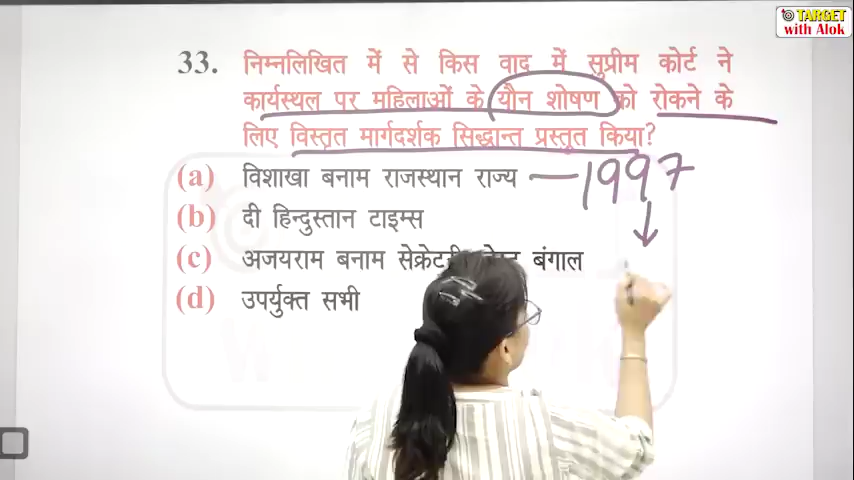 TARGET
with Alok
33. निम्नलिखित में से किस वाद में सुप्रीम कोर्ट ने
कार्यस्थल पर महिलाओं के यौन शोषण को रोकने के
लिए विस्तृत मार्गदर्शक सिद्धान्त प्रस्तुत किया?
(a) विशाखा बनाम राजस्थान राज्य — 1997
(b) दी हिन्दुस्तान टाइम्स
(c) अजयराम बनाम बंगाल
(d) उपर्युक्त सभी